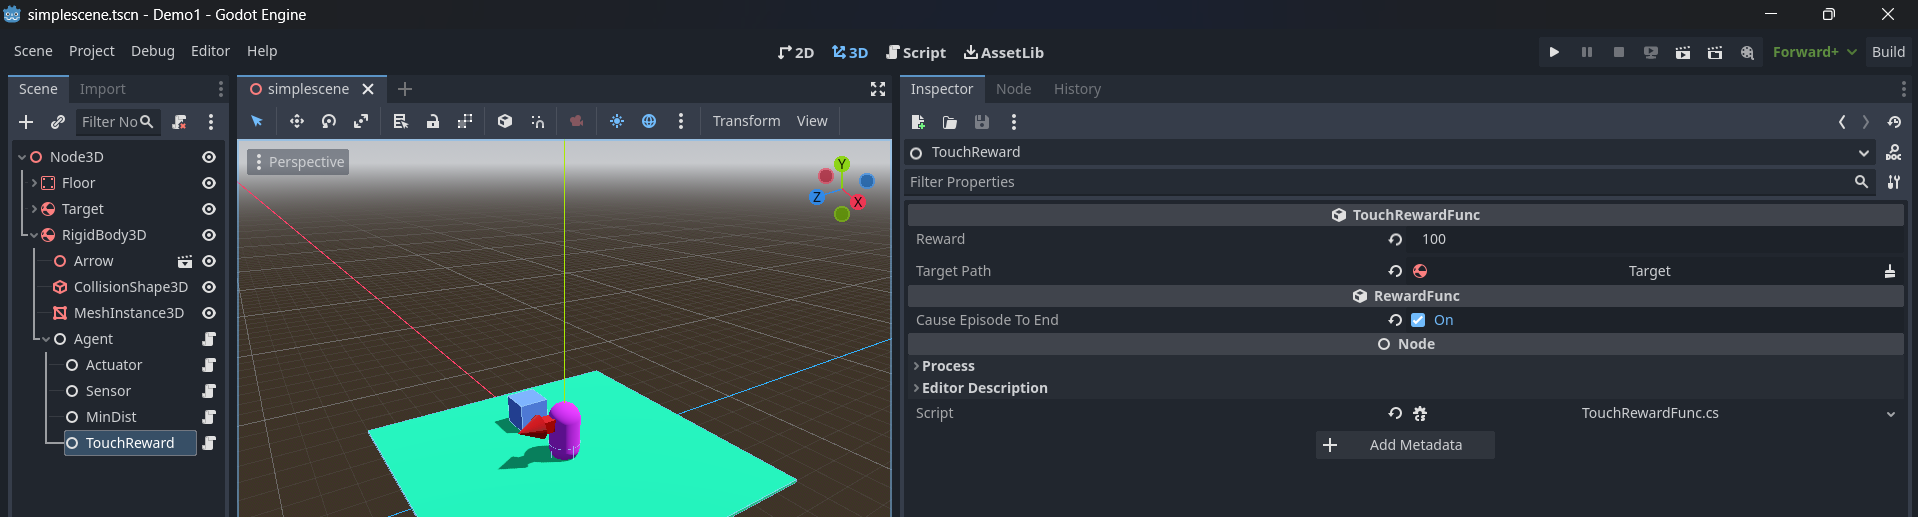 simplescene.tscn - Demo1 - Godot Engine
Scene Project Debug Editor Help
2D 3D Script AssetLib
Forward+ Build
Scene Import
Filter No
Node3D
Floor
Target
RigidBody3D
Arrow
CollisionShape3D
MeshInstance3D
Agent
Actuator
Sensor
MinDist
TouchReward
simplescene
Transform View
Perspective
Y
Z
X
Inspector Node History
TouchReward
DOC
Filter Properties
TouchRewardFunc
Reward 100
Target Path Target
RewardFunc
Cause Episode To End On
Node
Process
Editor Description
Script TouchRewardFunc.cs
Add Metadata